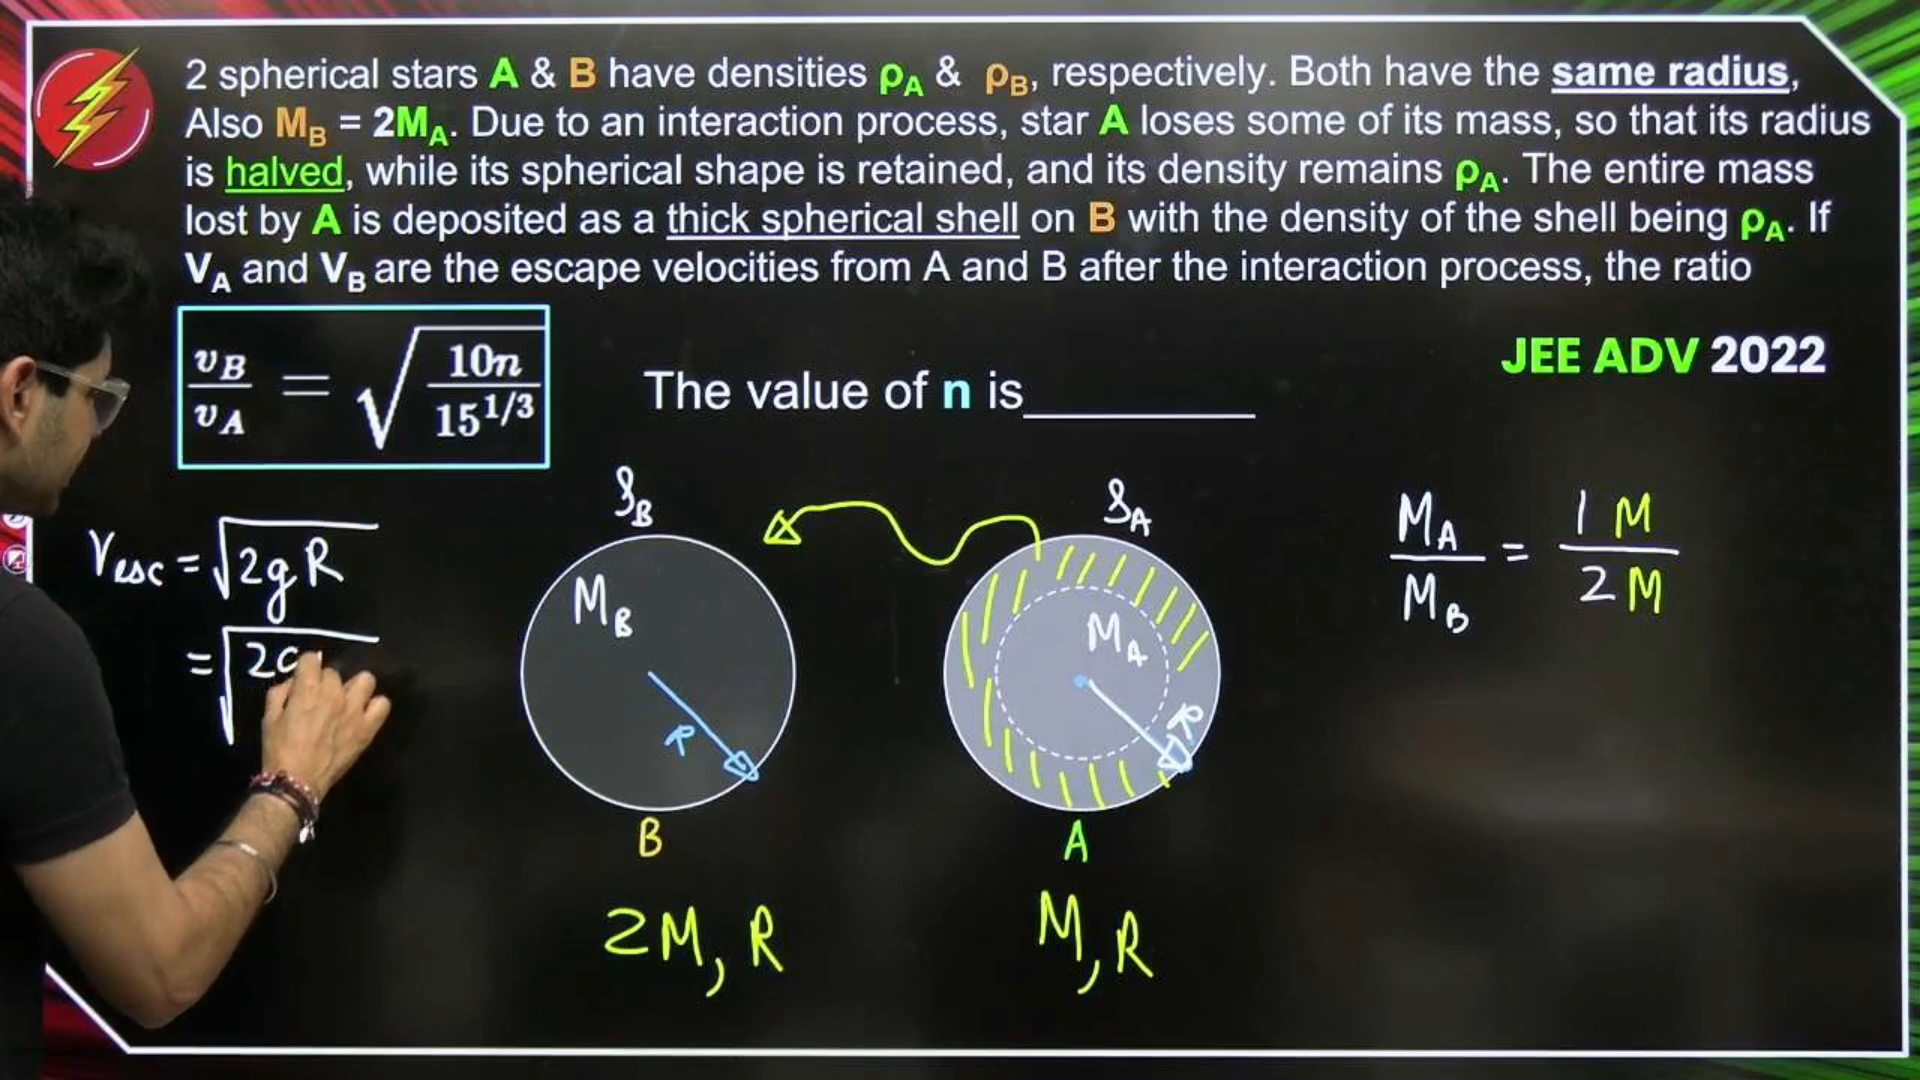 2 spherical stars A & B have densities ρA & ρB, respectively. Both have the same radius,
Also MB = 2MA. Due to an interaction process, star A loses some of its mass, so that its radius
is halved, while its spherical shape is retained, and its density remains ρA. The entire mass
lost by A is deposited as a thick spherical shell on B with the density of the shell being ρA. If
VA and VB are the escape velocities from A and B after the interaction process, the ratio
vB/vA = √(10n/15^1/3)
The value of n is__________
JEE ADV 2022
Vesc = √2gR
= √2G
ρB
MB
R
B
2M, R
ρA
MA
R
A
M, R
MA/MB = 1M/2M